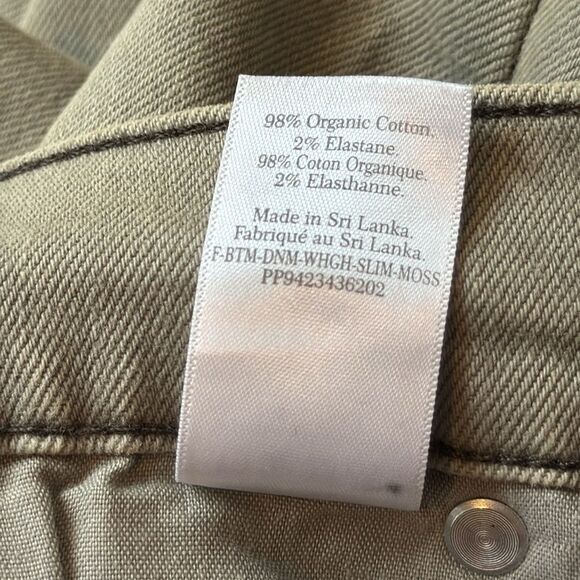 98% Organic Cotton.
2% Elastane.
98% Coton Organique.
2% Elasthanne.
Made in Sri Lanka.
Fabriqué au Sri Lanka.
F-BTM-DNM-WHGH-SLIM-MOSS
PP9423436202